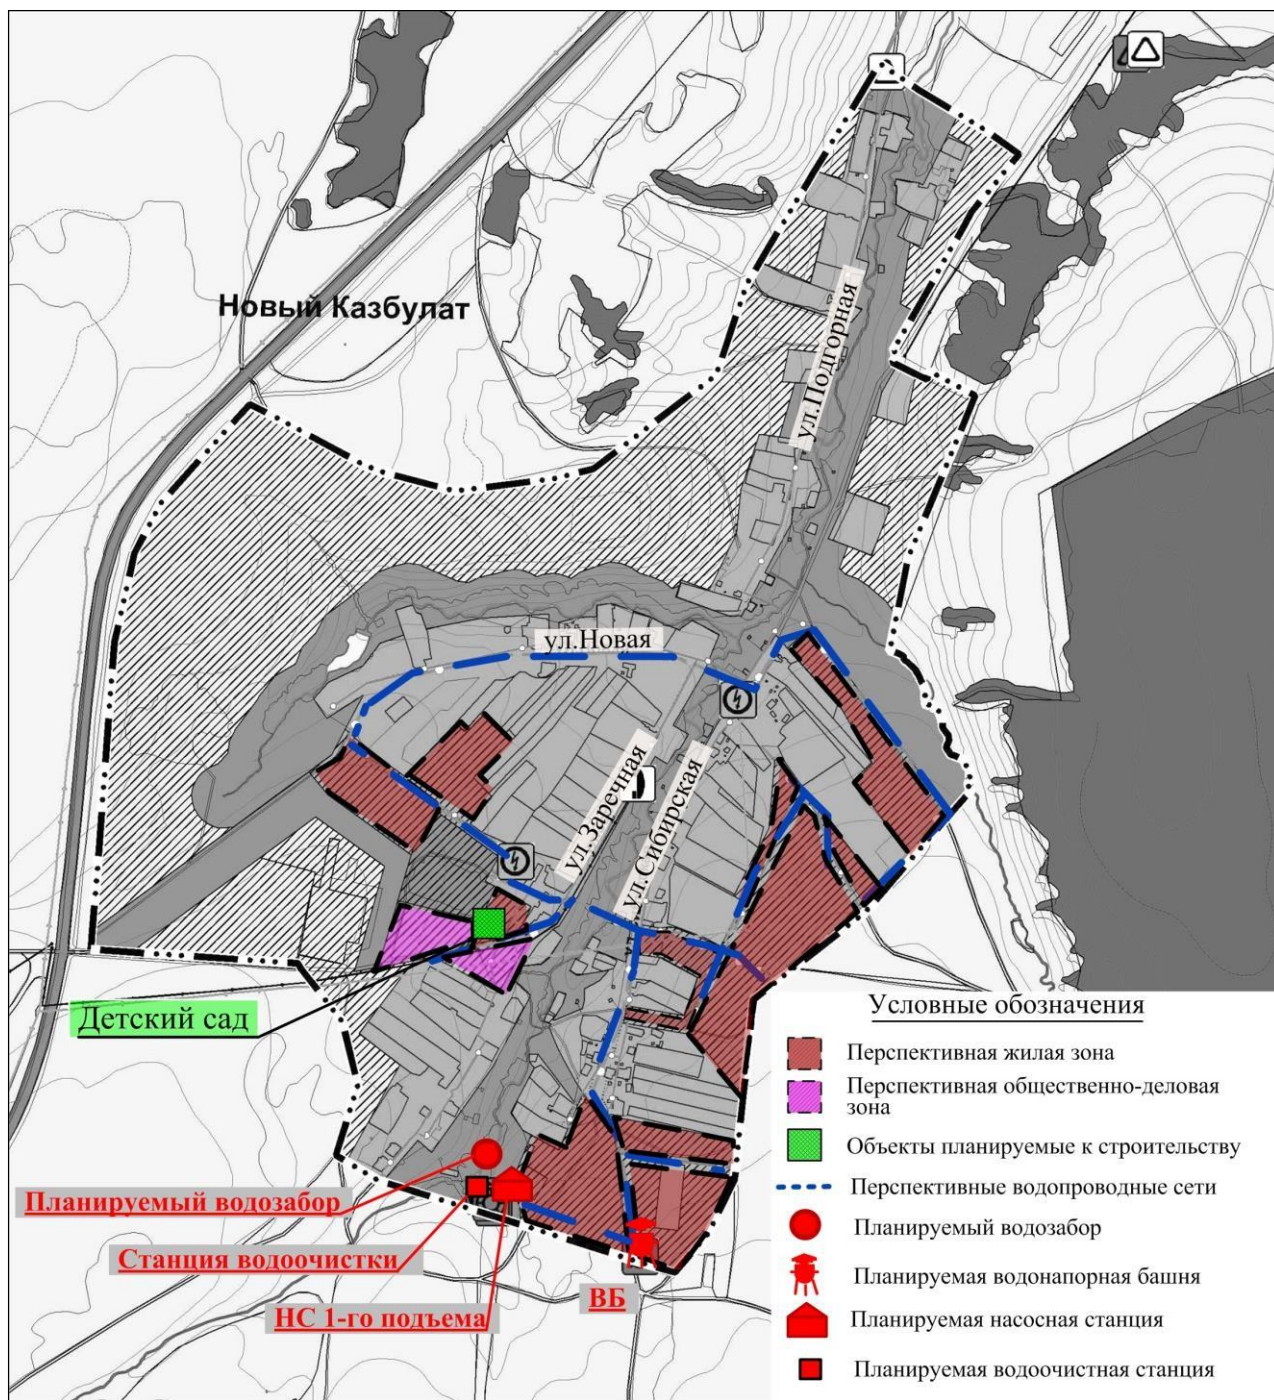 Новый Казбулат
ул.Подгорная
ул.Новая
ул.Заречная
ул.Сибирская
Детский сад
Планируемый водозабор
Станция водоочистки
НС 1-го подъема
ВБ
Условные обозначения
Перспективная жилая зона
Перспективная общественно-деловая
зона
Объекты планируемые к строительству
Перспективные водопроводные сети
Планируемый водозабор
Планируемая водонапорная башня
Планируемая насосная станция
Планируемая водоочистная станция